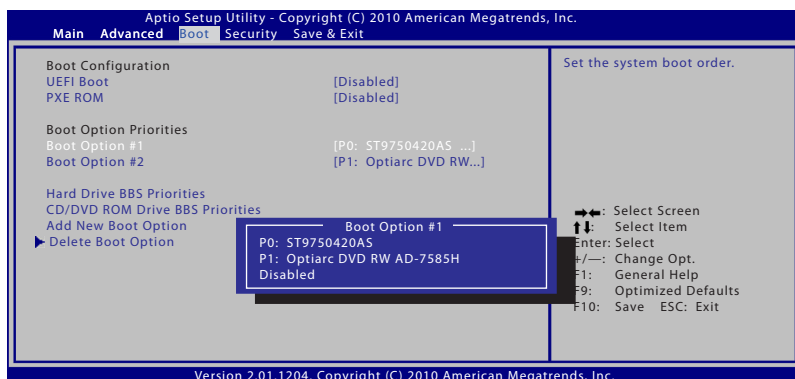 Aptio Setup Utility - Copyright (C) 2010 American Megatrends, Inc.
Main Advanced Boot Security Save & Exit
Boot Configuration
UEFI Boot [Disabled]
PXE ROM [Disabled]
Boot Option Priorities
Boot Option #1 [P0: ST9750420AS ...]
Boot Option #2 [P1: Optiarc DVD RW...]
Hard Drive BBS Priorities
CD/DVD ROM Drive BBS Priorities
Add New Boot Option
Delete Boot Option
Boot Option #1
P0: ST9750420AS
P1: Optiarc DVD RW AD-7585H
Disabled
Set the system boot order.
→←: Select Screen
↑↓: Select Item
Enter: Select
+/—: Change Opt.
F1: General Help
F9: Optimized Defaults
F10: Save ESC: Exit
Version 2.01.1204. Copyright (C) 2010 American Megatrends, Inc.